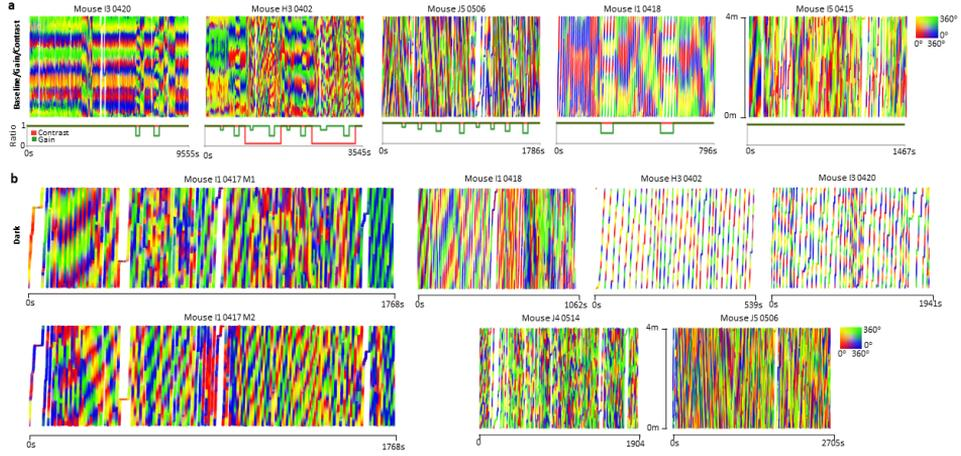 a
Mouse I3 0420
Mouse H3 0402
Mouse J5 0506
Mouse I1 0418
Mouse I5 0415
Baseline/Gain/Contrast
4m
0m
360°
0°
0° 360°
Ratio
1
0
Contrast
Gain
0s 9555s
0s 3545s
0s 1786s
0s 796s
0s 1467s
b
Mouse I1 0417 M1
Mouse I1 0418
Mouse H3 0402
Mouse I3 0420
Dark
0s 1768s
0s 1062s
0s 539s
0s 1941s
Mouse I1 0417 M2
Mouse J4 0514
Mouse J5 0506
4m
0m
360°
0°
0° 360°
0s 1768s
0 1904
0s 2705s